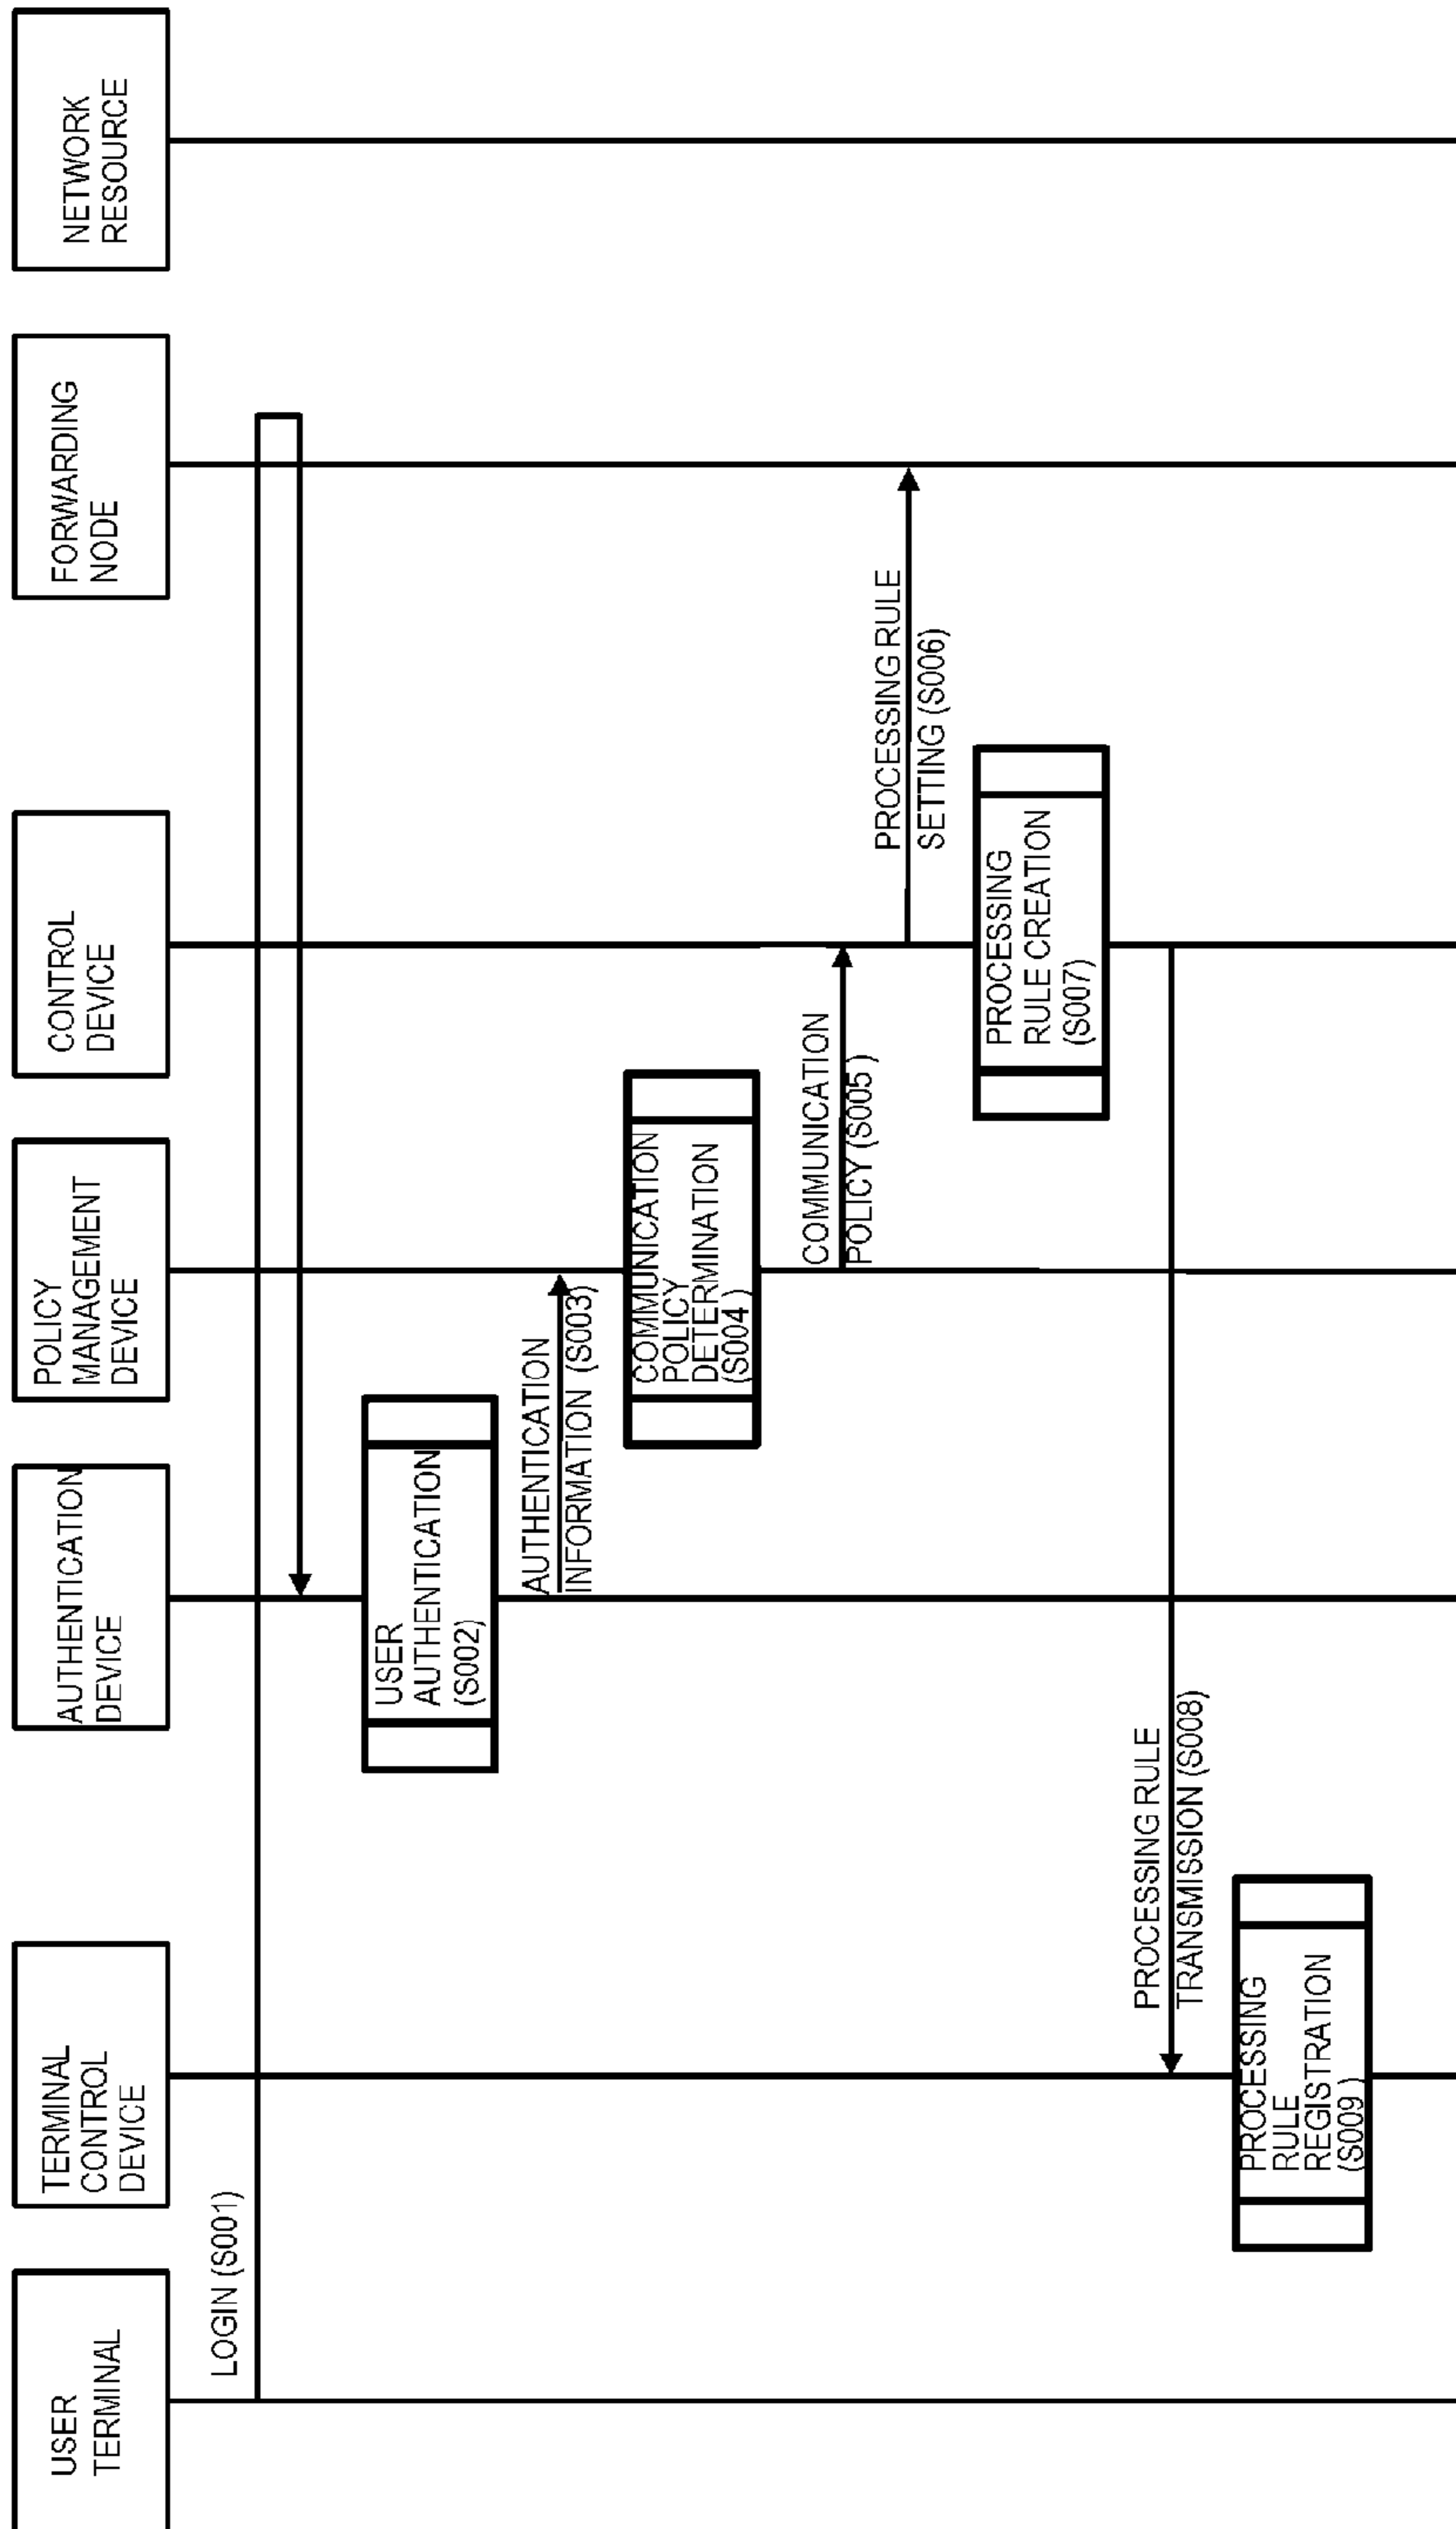 USER
TERMINAL
TERMINAL
CONTROL
DEVICE
AUTHENTICATION
DEVICE
POLICY
MANAGEMENT
DEVICE
CONTROL
DEVICE
FORWARDING
NODE
NETWORK
RESOURCE
LOGIN (S001)
USER
AUTHENTICATION
(S002)
AUTHENTICATION
INFORMATION (S003)
COMMUNICATION
POLICY
DETERMINATION
(S004 )
COMMUNICATION
POLICY (S005 )
PROCESSING RULE
SETTING (S006)
PROCESSING
RULE CREATION
(S007)
PROCESSING RULE
TRANSMISSION (S008)
PROCESSING
RULE
REGISTRATION
(S009 )